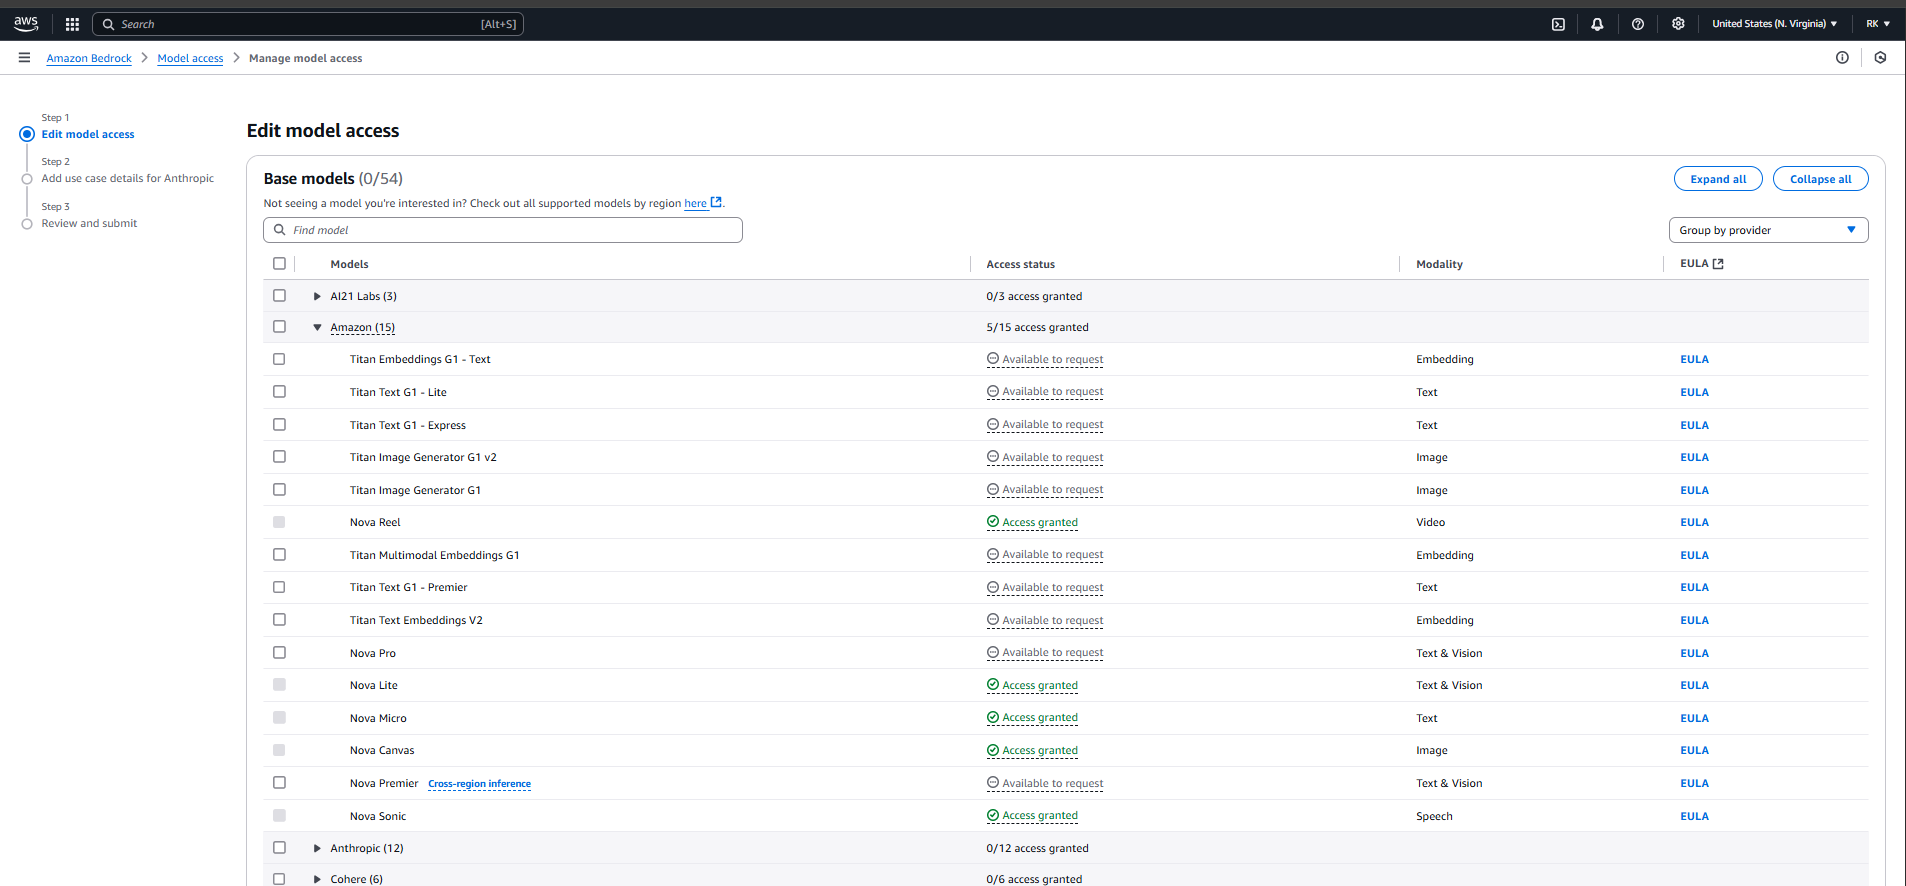 aws
Search [Alt+S] United States (N. Virginia) RK
Amazon Bedrock Model access Manage model access
Step 1
Edit model access
Step 2
Add use case details for Anthropic
Step 3
Review and submit
Edit model access
Base models (0/54) Expand all Collapse all
Not seeing a model you're interested in? Check out all supported models by region here.
Find model Group by provider
Models Access status Modality EULA
AI21 Labs (3) 0/3 access granted
Amazon (15) 5/15 access granted
Titan Embeddings G1 - Text Available to request Embedding EULA
Titan Text G1 - Lite Available to request Text EULA
Titan Text G1 - Express Available to request Text EULA
Titan Image Generator G1 v2 Available to request Image EULA
Titan Image Generator G1 Available to request Image EULA
Nova Reel Access granted Video EULA
Titan Multimodal Embeddings G1 Available to request Embedding EULA
Titan Text G1 - Premier Available to request Text EULA
Titan Text Embeddings V2 Available to request Embedding EULA
Nova Pro Available to request Text & Vision EULA
Nova Lite Access granted Text & Vision EULA
Nova Micro Access granted Text EULA
Nova Canvas Access granted Image EULA
Nova Premier Cross-region inference Available to request Text & Vision EULA
Nova Sonic Access granted Speech EULA
Anthropic (12) 0/12 access granted
Cohere (6) 0/6 access granted